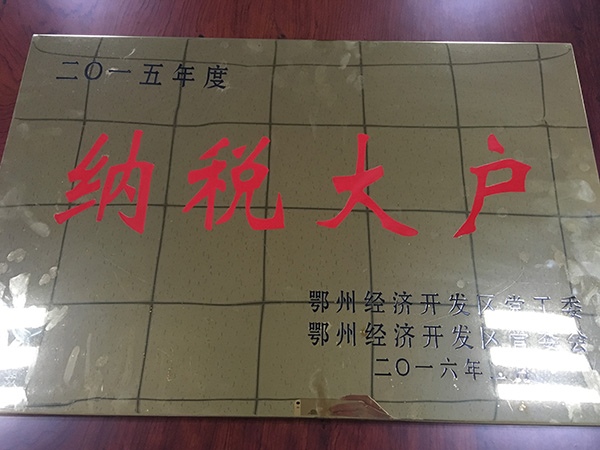 二〇一五年度
纳税大户
鄂州经济开发区党工委
鄂州经济开发区管委会
二〇一六年